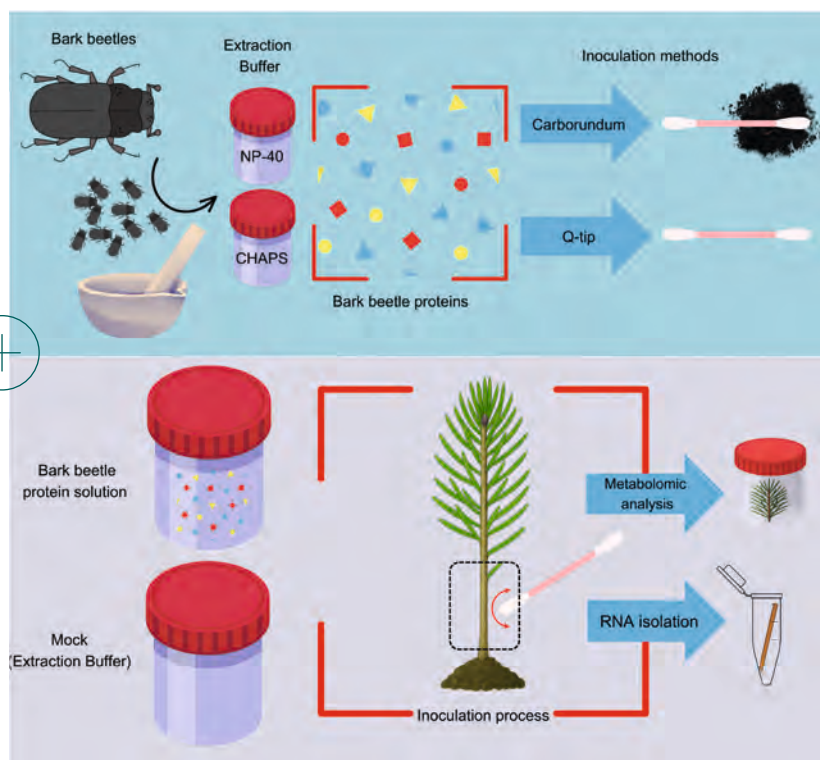 Bark beetles
Extraction
Buffer
NP-40
CHAPS
Bark beetle proteins
Inoculation methods
Carborundum
Q-tip
Bark beetle
protein solution
Mock
(Extraction Buffer)
Inoculation process
Metabolomic
analysis
RNA isolation